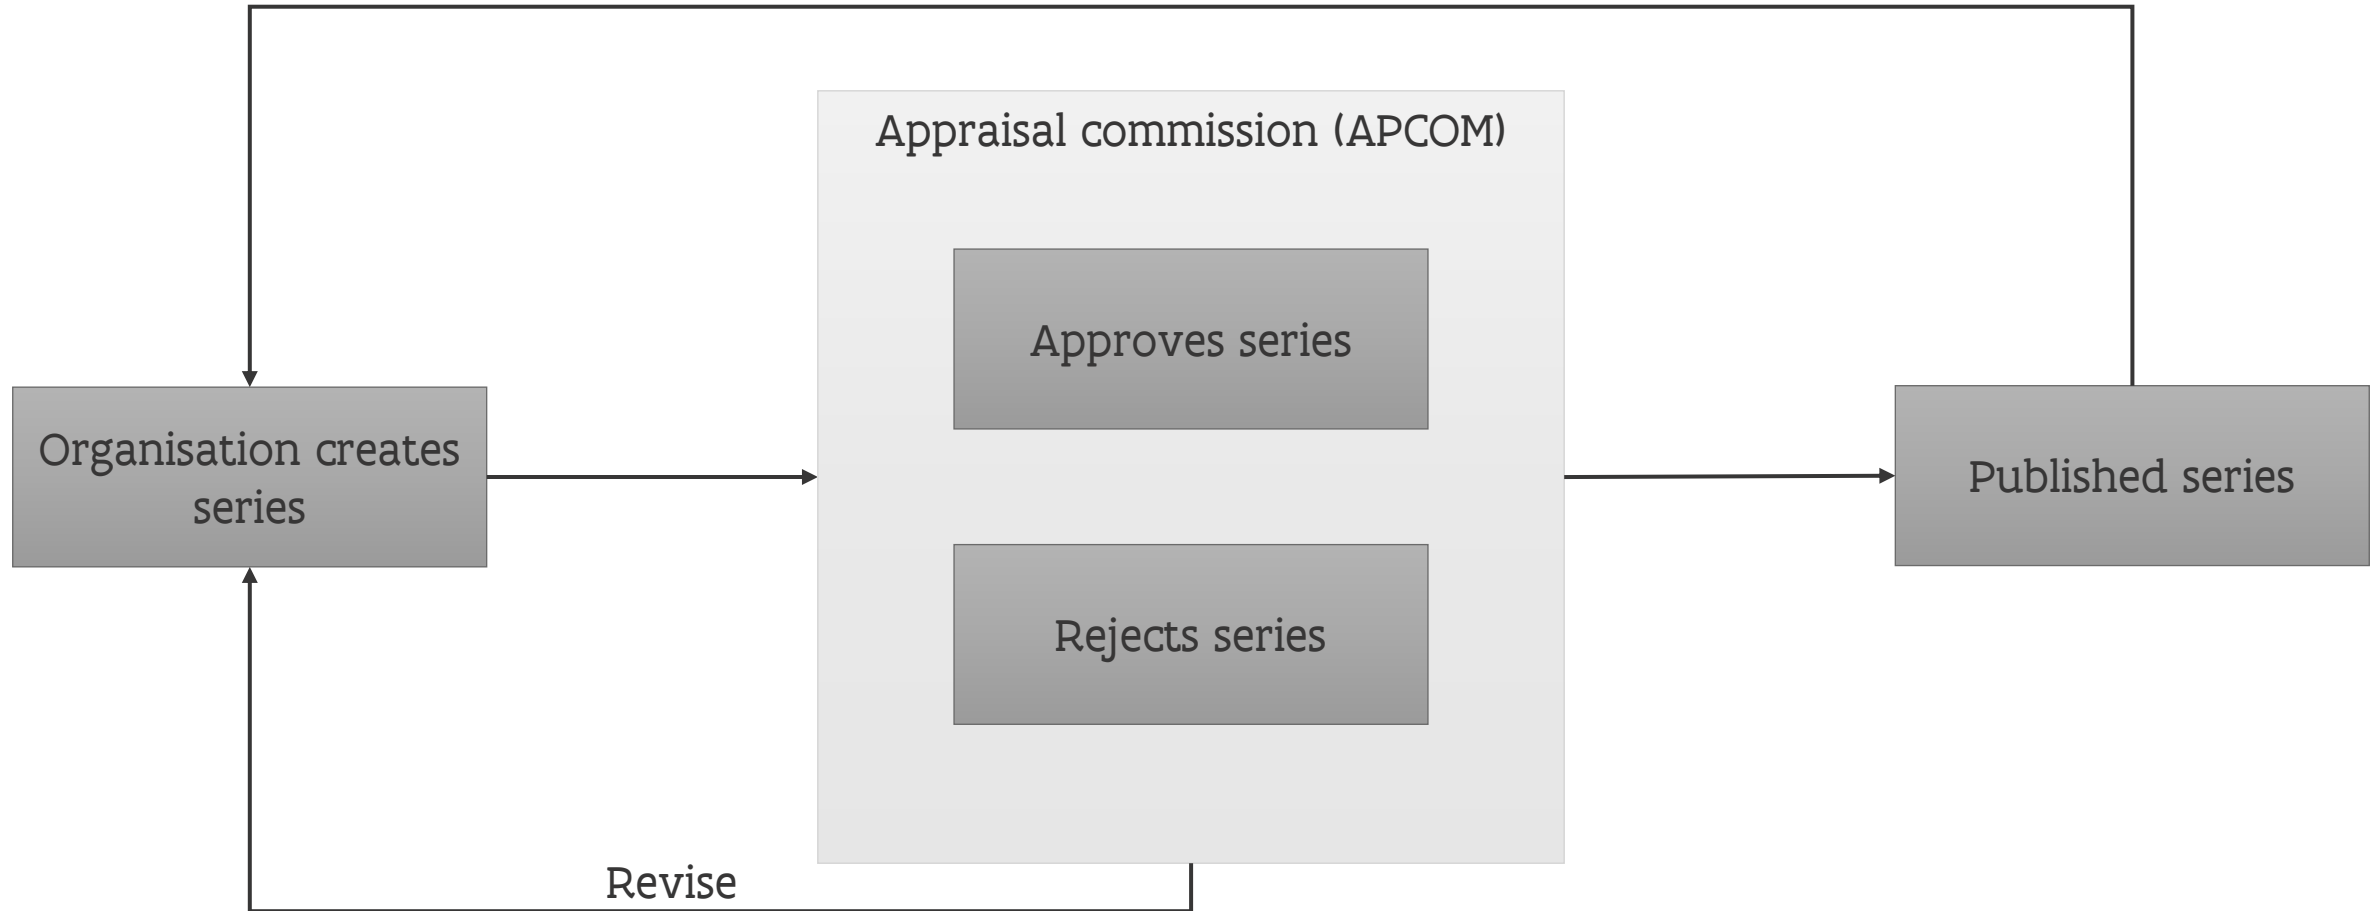 Appraisal commission (APCOM)
Approves series
Organisation creates
series
Published series
Rejects series
Revise